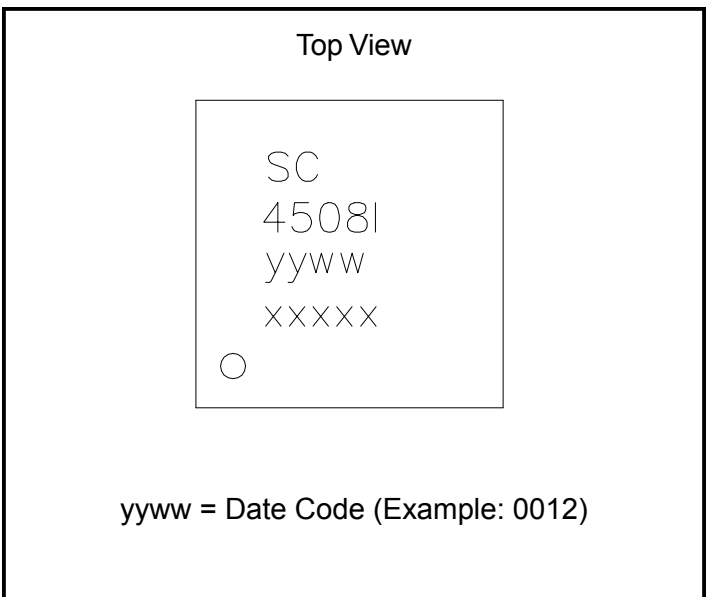 Top View
SC
4508I
yyww
xxxxx
yyww = Date Code (Example: 0012)